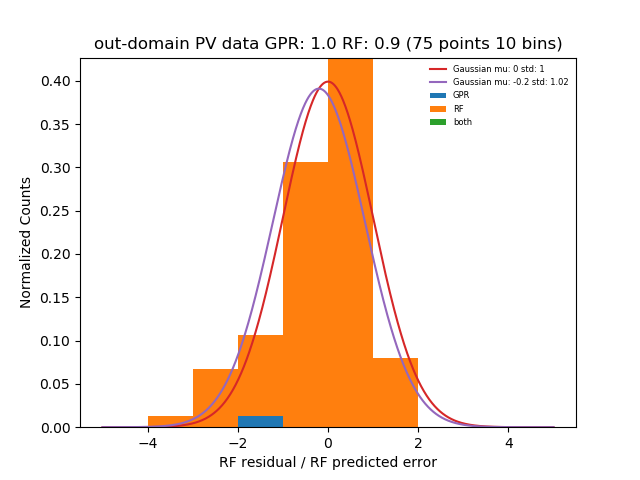 out-domain PV data GPR: 1.0 RF: 0.9 (75 points 10 bins)
Gaussian mu: 0 std: 1
Gaussian mu: -0.2 std: 1.02
GPR
RF
both
Normalized Counts
0.40
0.35
0.30
0.25
0.20
0.15
0.10
0.05
0.00
−4
−2
0
2
4
RF residual / RF predicted error